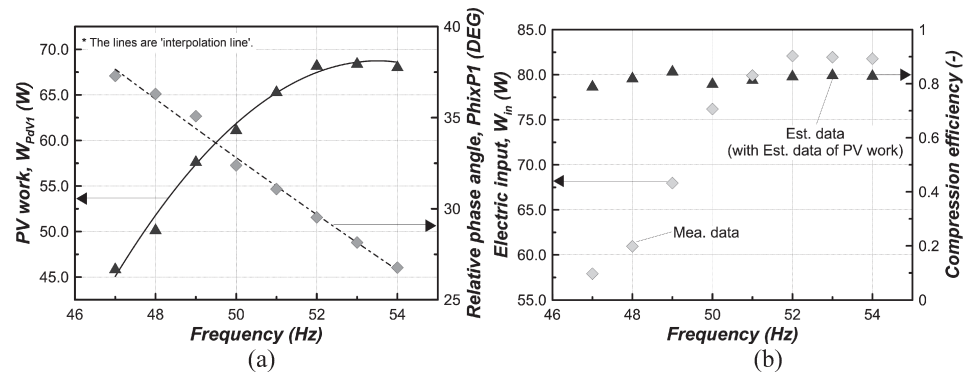 * The lines are 'interpolation line'.
PV work, W_PdV1 (W)
70.0
65.0
60.0
55.0
50.0
45.0
46 48 50 52 54
Frequency (Hz)
40
35
30
25
Relative phase angle, PhixP1 (DEG)
(a)
Electric input, W_in (W)
85.0
80.0
75.0
70.0
65.0
60.0
55.0
46 48 50 52 54
Frequency (Hz)
1
0.8
0.6
0.4
0.2
0
Compression efficiency (-)
Est. data
(with Est. data of PV work)
Mea. data
(b)